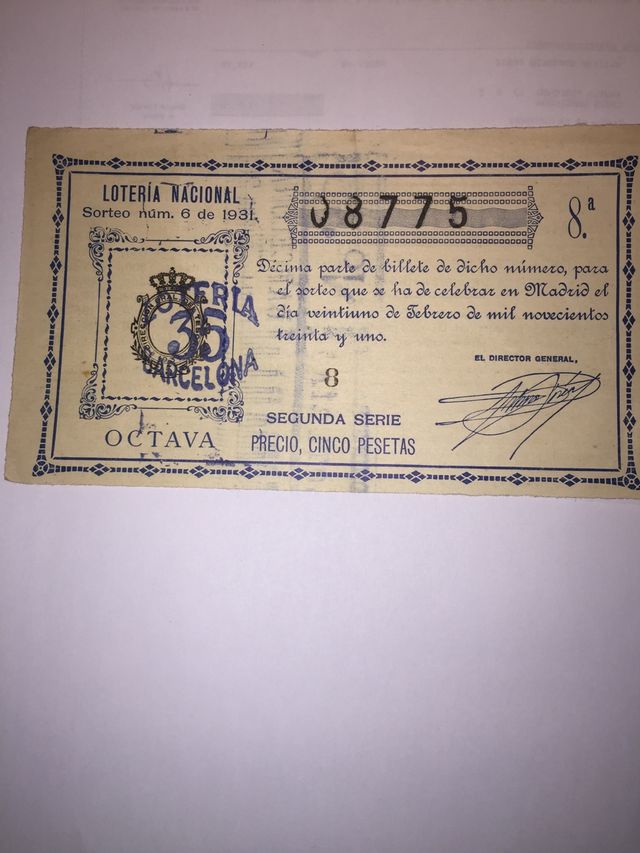 LOTERÍA NACIONAL
Sorteo núm. 6 de 1931.
08775
8.ª
Décima parte de billete de dicho número, para
el sorteo que se ha de celebrar en Madrid el
día veintiuno de Febrero de mil novecientos
treinta y uno.
LOTERIA
36
BARCELONA
EL DIRECTOR GENERAL,
8
SEGUNDA SERIE
OCTAVA
PRECIO, CINCO PESETAS